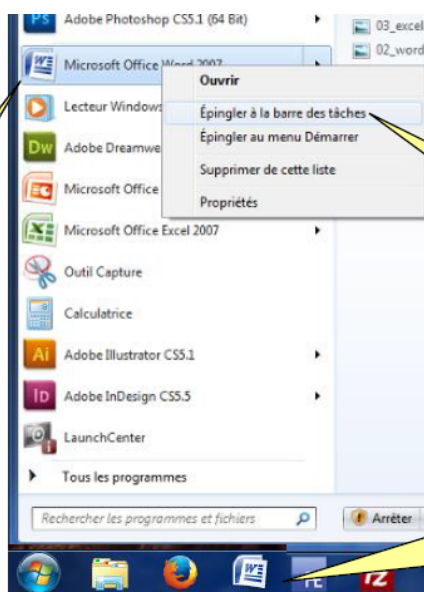 Adobe Photoshop CS5.1 (64 Bit)
03_excel
02_word
Microsoft Office Word 2007
Ouvrir
Lecteur Windows
Épingler à la barre des tâches
Adobe Dreamwe
Épingler au menu Démarrer
Supprimer de cette liste
Microsoft Office
Propriétés
Microsoft Office Excel 2007
Outil Capture
Calculatrice
Adobe Illustrator CS5.1
Adobe InDesign CS5.5
LaunchCenter
Tous les programmes
Rechercher les programmes et fichiers
Arrêter